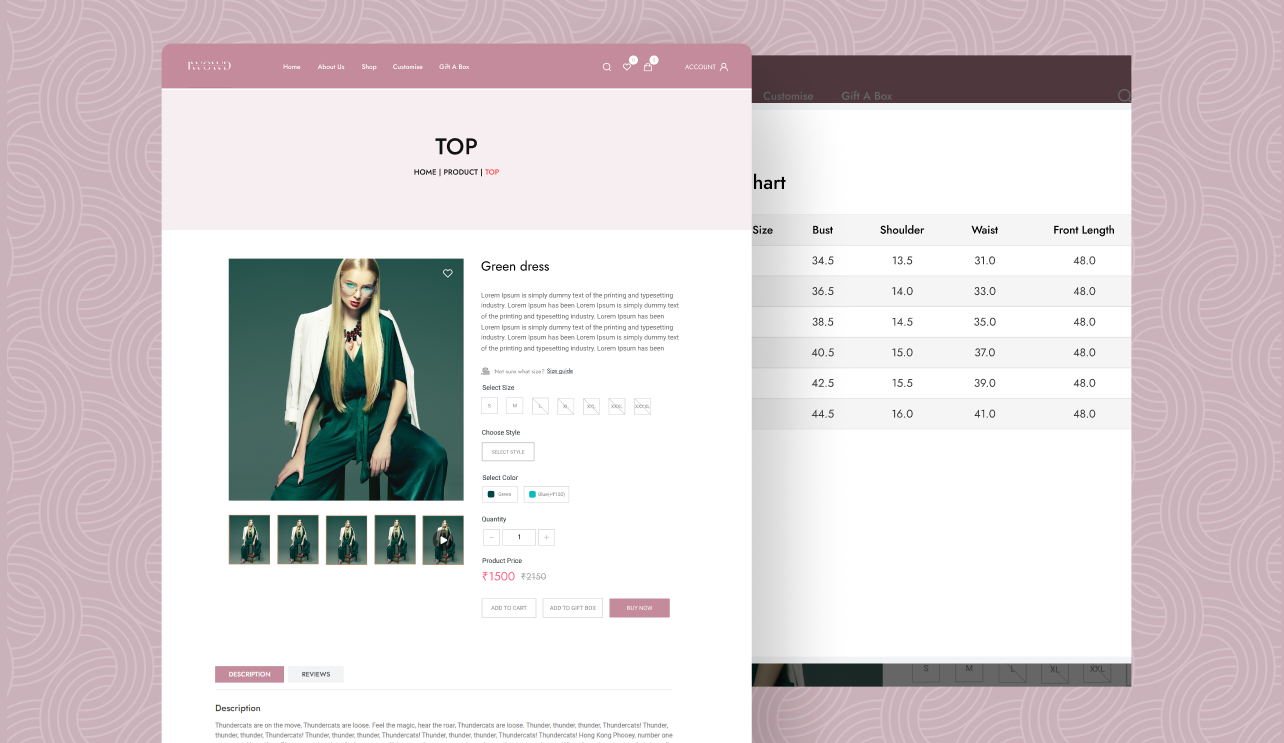 RWOWD
Home
About Us
Shop
Customise
Gift A Box
0
0
ACCOUNT
TOP
HOME | PRODUCT | TOP
Green dress
Lorem Ipsum is simply dummy text of the printing and typesetting
industry. Lorem Ipsum has been Lorem Ipsum is simply dummy text
of the printing and typesetting industry. Lorem Ipsum has been
Lorem Ipsum is simply dummy text of the printing and typesetting
industry. Lorem Ipsum has been Lorem Ipsum is simply dummy text
of the printing and typesetting industry. Lorem Ipsum has been
Not sure what size? Size guide
Select Size
S M L XL XXL XXXL XXXXL
Choose Style
SELECT STYLE
Select Color
Green Blue(+₹100)
Quantity
− 1 +
Product Price
₹1500 ₹2150
ADD TO CART ADD TO GIFT BOX BUY NOW
DESCRIPTION REVIEWS
Description
Thundercats are on the move, Thundercats are loose. Feel the magic, hear the roar, Thundercats are loose. Thunder, thunder, thunder, Thundercats! Thunder,
thunder, thunder, Thundercats! Thunder, thunder, thunder, Thundercats! Thunder, thunder, thunder, Thundercats! Thundercats! Hong Kong Phooey, number one
Customise Gift A Box
hart
Size Bust Shoulder Waist Front Length
34.5 13.5 31.0 48.0
36.5 14.0 33.0 48.0
38.5 14.5 35.0 48.0
40.5 15.0 37.0 48.0
42.5 15.5 39.0 48.0
44.5 16.0 41.0 48.0
S M L XL XXL